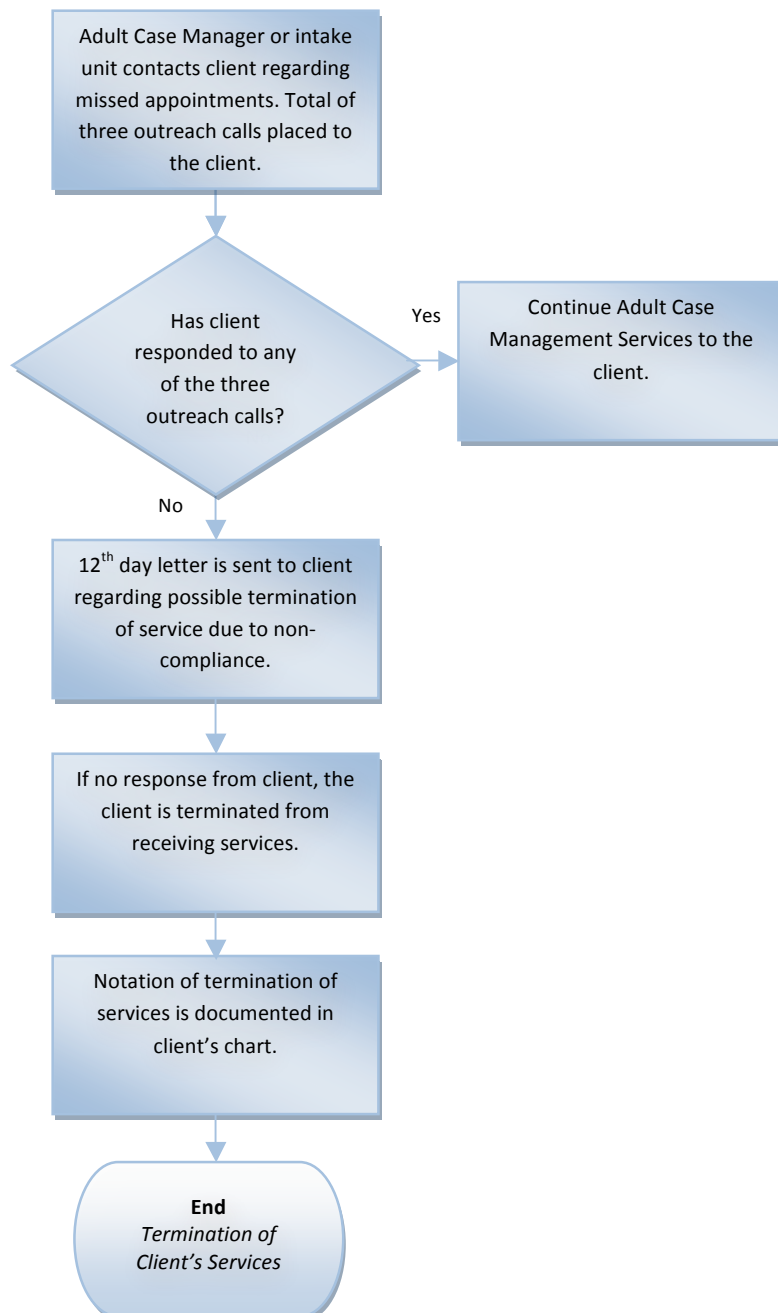 Adult Case Manager or intake
unit contacts client regarding
missed appointments. Total of
three outreach calls placed to
the client.
Has client
responded to any
of the three
outreach calls?
Yes
Continue Adult Case
Management Services to the
client.
No
12th day letter is sent to client
regarding possible termination
of service due to non-
compliance.
If no response from client, the
client is terminated from
receiving services.
Notation of termination of
services is documented in
client’s chart.
End
Termination of
Client’s Services